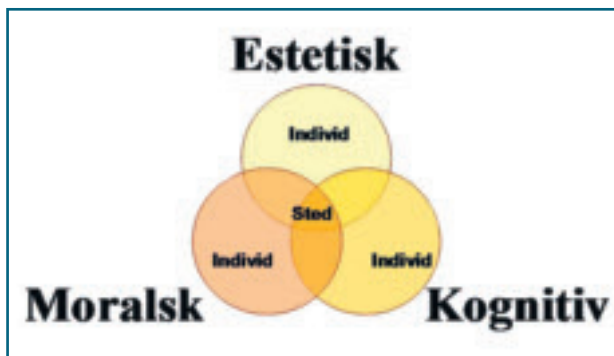 Estetisk
Individ
Sted
Individ
Individ
Moralsk
Kognitiv